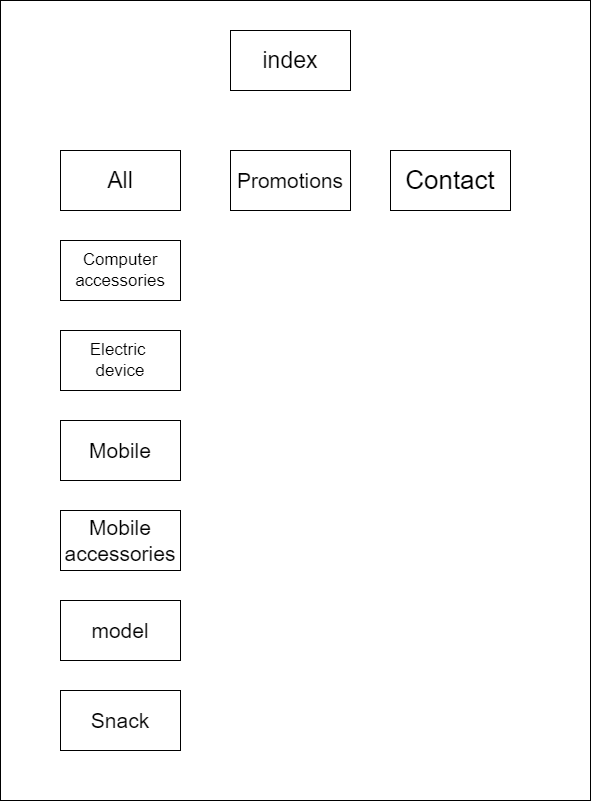 index
All
Promotions
Contact
Computer
accessories
Electric
device
Mobile
Mobile
accessories
model
Snack